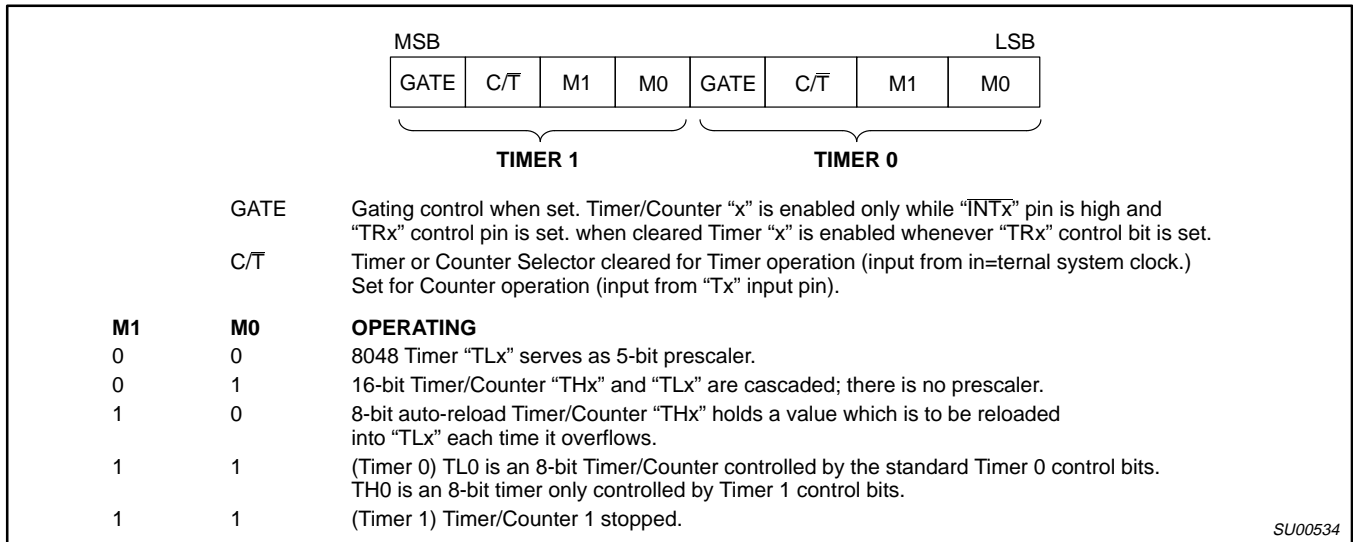 MSB LSB
GATE C/T̅ M1 M0 GATE C/T̅ M1 M0
TIMER 1 TIMER 0
GATE Gating control when set. Timer/Counter “x” is enabled only while “I̅N̅T̅x̅” pin is high and
“TRx” control pin is set. when cleared Timer “x” is enabled whenever “TRx” control bit is set.
C/T̅ Timer or Counter Selector cleared for Timer operation (input from in=ternal system clock.)
Set for Counter operation (input from “Tx” input pin).
M1 M0 OPERATING
0 0 8048 Timer “TLx” serves as 5-bit prescaler.
0 1 16-bit Timer/Counter “THx” and “TLx” are cascaded; there is no prescaler.
1 0 8-bit auto-reload Timer/Counter “THx” holds a value which is to be reloaded
into “TLx” each time it overflows.
1 1 (Timer 0) TL0 is an 8-bit Timer/Counter controlled by the standard Timer 0 control bits.
TH0 is an 8-bit timer only controlled by Timer 1 control bits.
1 1 (Timer 1) Timer/Counter 1 stopped.
SU00534